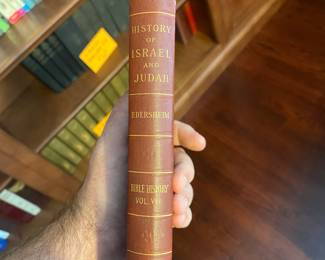 HISTORY
OF
ISRAEL
AND
JUDAH
EDERSHEIM
BIBLE HISTORY
VOL. VII